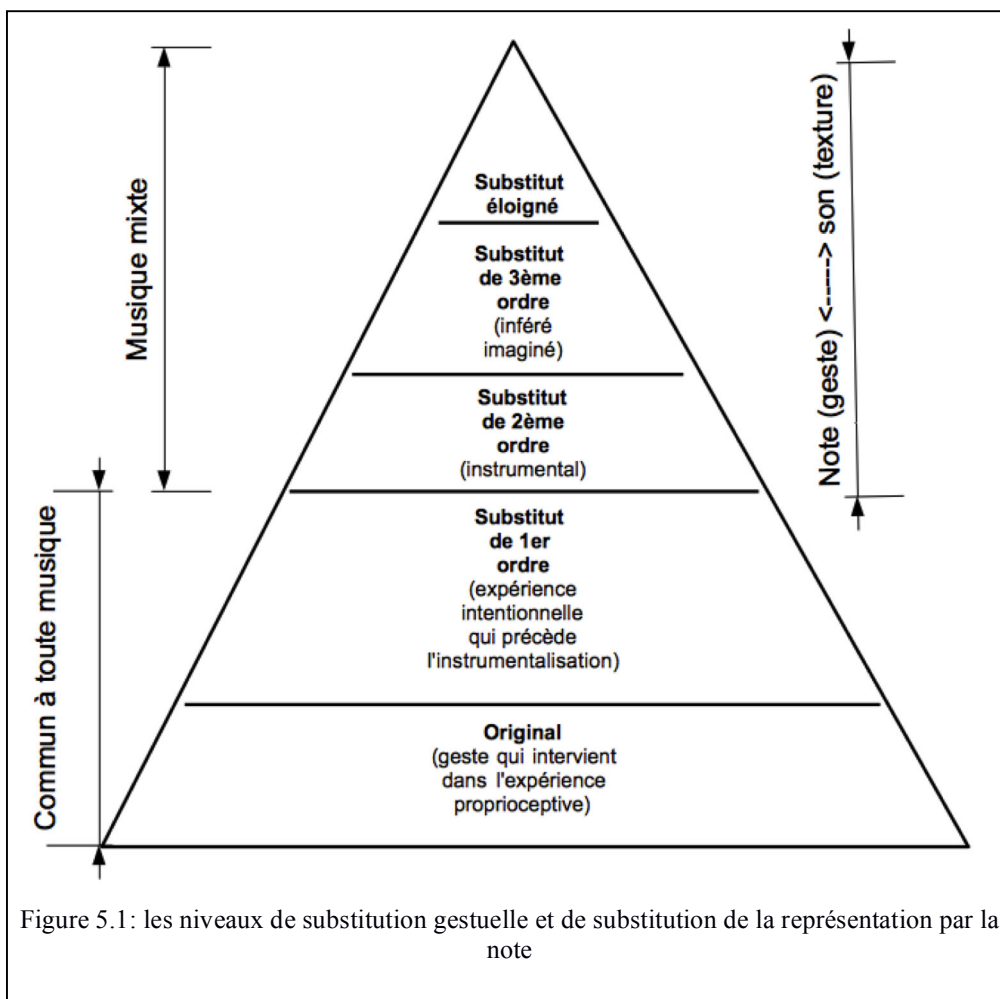 Musique mixte
Commun à toute musique
Substitut
éloigné
Substitut
de 3ème
ordre
(inféré
imaginé)
Substitut
de 2ème
ordre
(instrumental)
Substitut
de 1er
ordre
(expérience
intentionnelle
qui précède
l'instrumentalisation)
Original
(geste qui intervient
dans l'expérience
proprioceptive)
Note (geste) <-----> son (texture)
Figure 5.1: les niveaux de substitution gestuelle et de substitution de la représentation par la
note